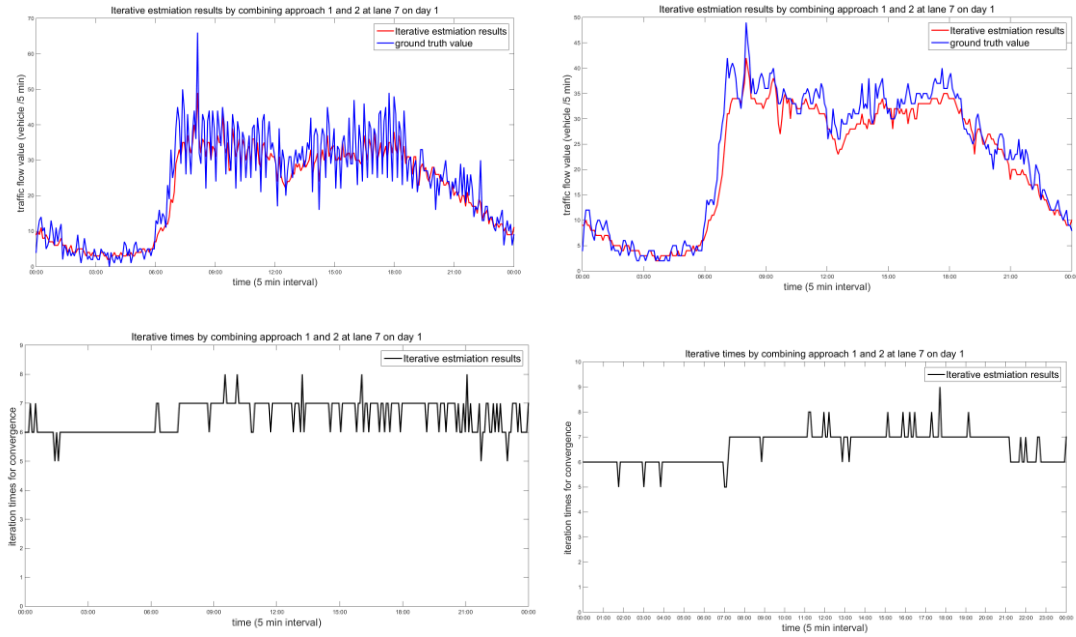 Iterative estmiation results by combining approach 1 and 2 at lane 7 on day 1
70
60
50
40
30
20
10
0
traffic flow value (vehicle /5 min)
Iterative estmiation results
ground truth value
00:00 03:00 06:00 09:00 12:00 15:00 18:00 21:00 00:00
time (5 min interval)
Iterative estmiation results by combining approach 1 and 2 at lane 7 on day 1
50
45
40
35
30
25
20
15
10
5
0
traffic flow value (vehicle /5 min)
Iterative estmiation results
ground truth value
00:00 03:00 06:00 09:00 12:00 15:00 18:00 21:00 00:00
time (5 min interval)
Iterative times by combining approach 1 and 2 at lane 7 on day 1
9
8
7
6
5
4
3
2
1
0
iteration times for convergence
Iterative estmiation results
00:00 03:00 06:00 09:00 12:00 15:00 18:00 21:00 00:00
time (5 min interval)
Iterative times by combining approach 1 and 2 at lane 7 on day 1
10
9
8
7
6
5
4
3
2
1
0
iteration times for convergence
Iterative estmiation results
00:00 01:00 02:00 03:00 04:00 05:00 06:00 07:00 08:00 09:00 10:00 11:00 12:00 13:00 14:00 15:00 16:00 17:00 18:00 19:00 20:00 21:00 22:00 23:00 00:00
time (5 min interval)